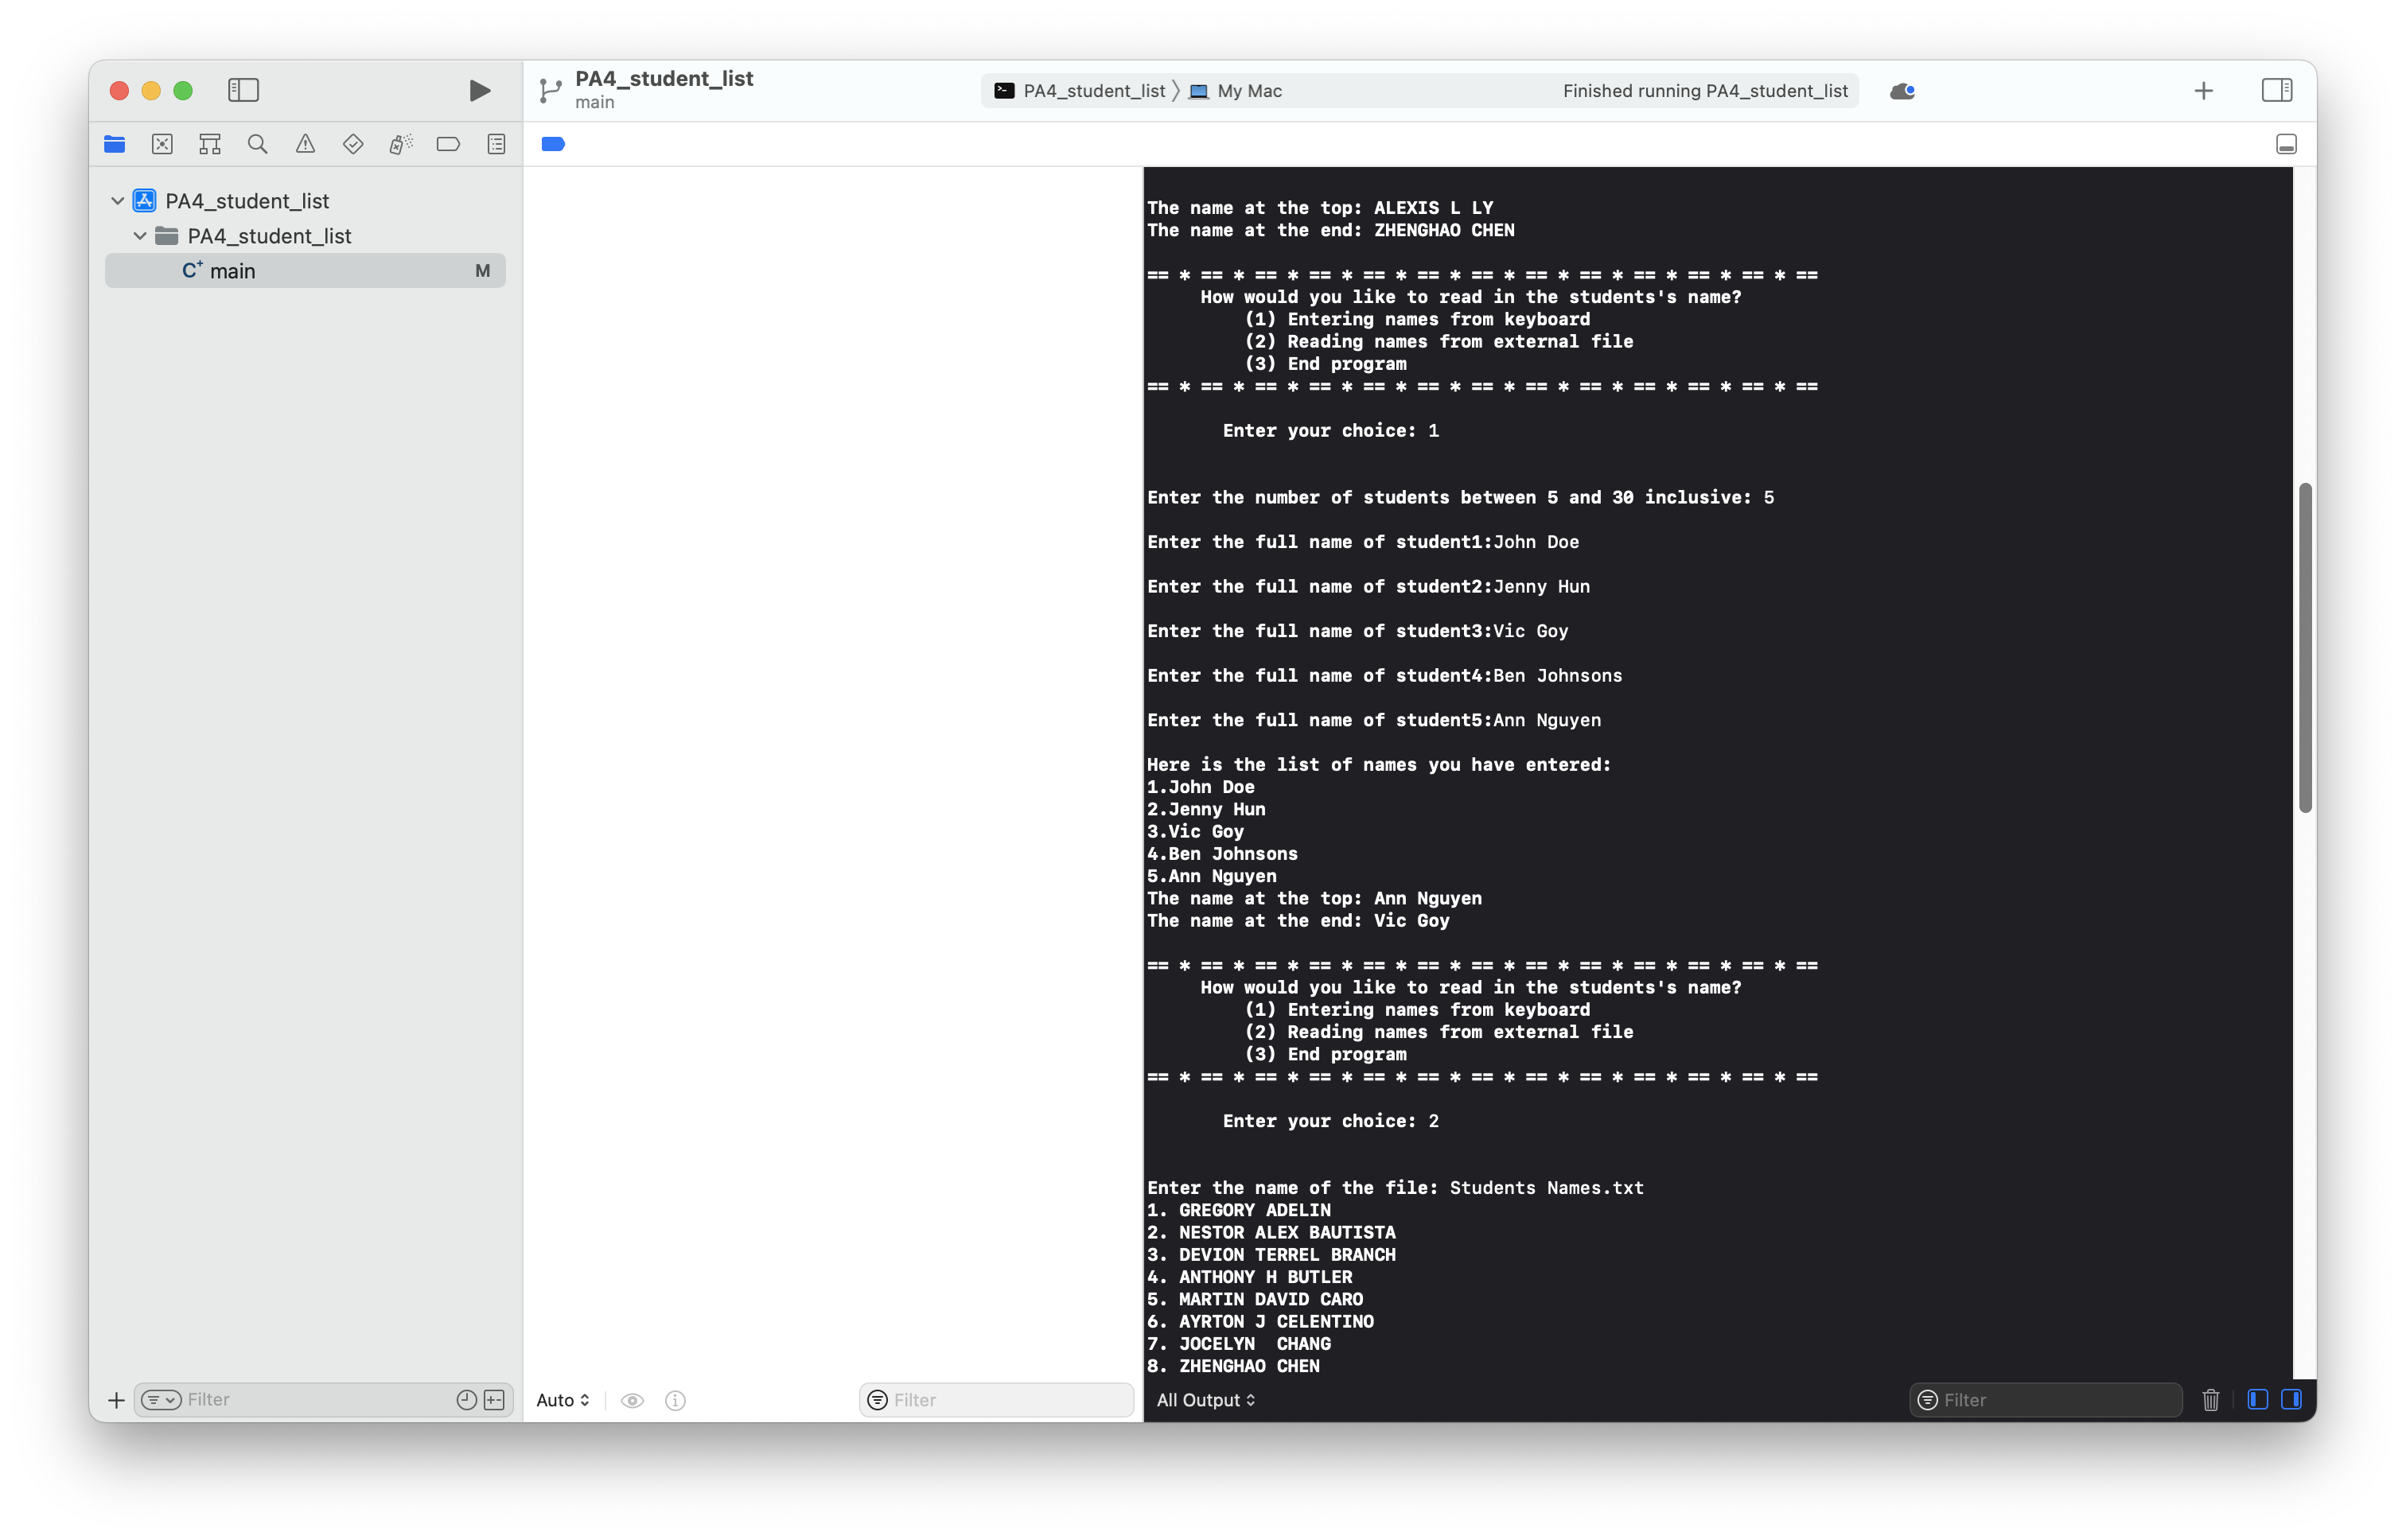 PA4_student_list
main
PA4_student_list
My Mac
Finished running PA4_student_list
PA4_student_list
PA4_student_list
main
M
The name at the top: ALEXIS L LY
The name at the end: ZHENGHAO CHEN
== * == * == * == * == * == * == * == * == * == * == * == * ==
How would you like to read in the students's name?
(1) Entering names from keyboard
(2) Reading names from external file
(3) End program
== * == * == * == * == * == * == * == * == * == * == * == * ==
Enter your choice: 1
Enter the number of students between 5 and 30 inclusive: 5
Enter the full name of student1:John Doe
Enter the full name of student2:Jenny Hun
Enter the full name of student3:Vic Goy
Enter the full name of student4:Ben Johnsons
Enter the full name of student5:Ann Nguyen
Here is the list of names you have entered:
1.John Doe
2.Jenny Hun
3.Vic Goy
4.Ben Johnsons
5.Ann Nguyen
The name at the top: Ann Nguyen
The name at the end: Vic Goy
== * == * == * == * == * == * == * == * == * == * == * == * ==
How would you like to read in the students's name?
(1) Entering names from keyboard
(2) Reading names from external file
(3) End program
== * == * == * == * == * == * == * == * == * == * == * == * ==
Enter your choice: 2
Enter the name of the file: Students Names.txt
1. GREGORY ADELIN
2. NESTOR ALEX BAUTISTA
3. DEVION TERREL BRANCH
4. ANTHONY H BUTLER
5. MARTIN DAVID CARO
6. AYRTON J CELENTINO
7. JOCELYN  CHANG
8. ZHENGHAO CHEN
Filter
Auto
Filter
All Output
Filter